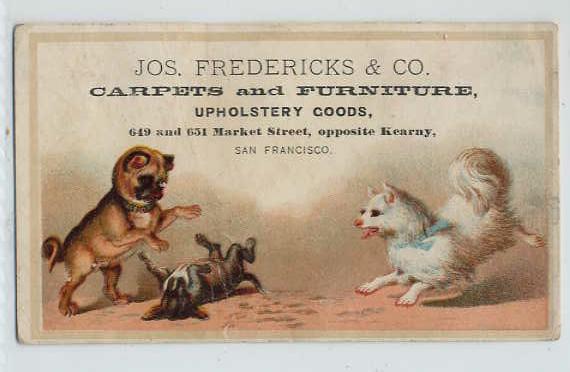 JOS. FREDERICKS & CO.
CARPETS and FURNITURE,
UPHOLSTERY GOODS,
649 and 651 Market Street, opposite Kearny,
SAN FRANCISCO.